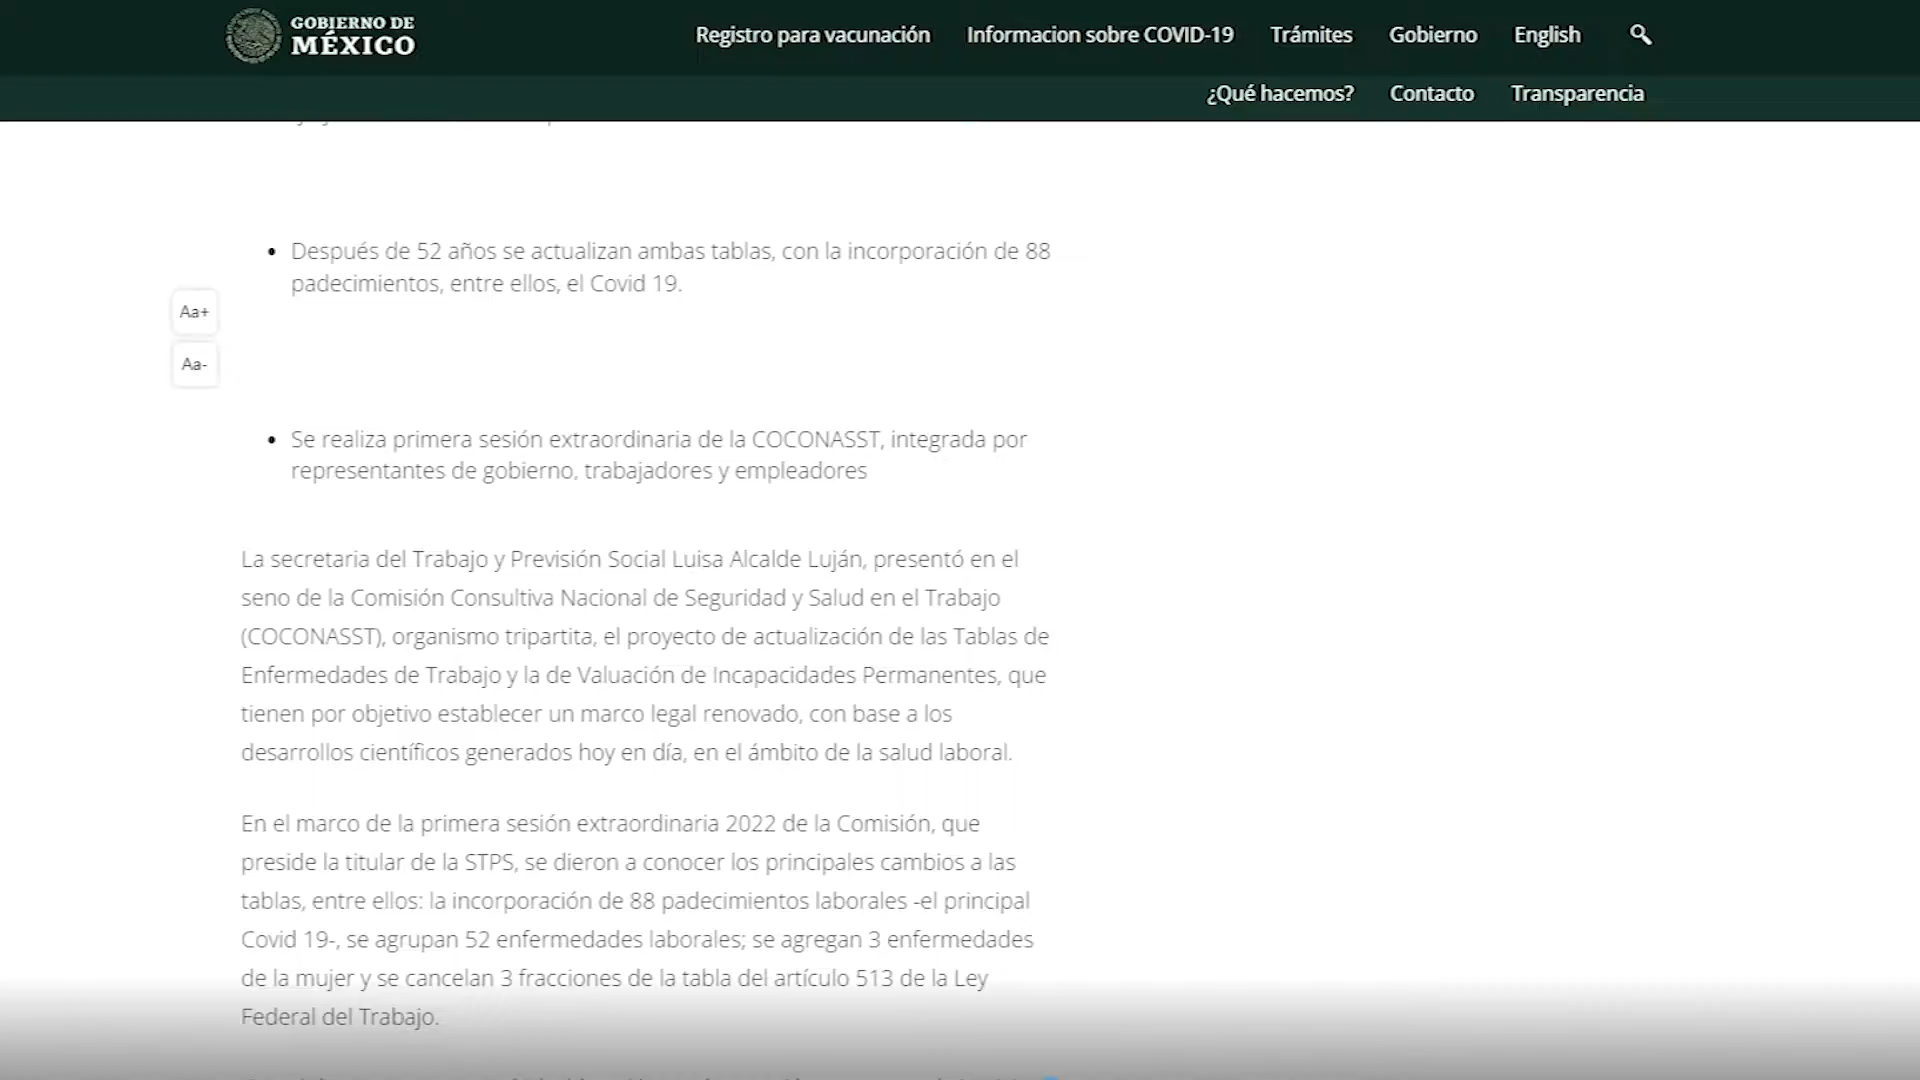 GOBIERNO DE
MÉXICO
Registro para vacunación
Informacion sobre COVID-19
Trámites
Gobierno
English
¿Qué hacemos?
Contacto
Transparencia
• Después de 52 años se actualizan ambas tablas, con la incorporación de 88
padecimientos, entre ellos, el Covid 19.
Aa+
Aa-
• Se realiza primera sesión extraordinaria de la COCONASST, integrada por
representantes de gobierno, trabajadores y empleadores
La secretaria del Trabajo y Previsión Social Luisa Alcalde Luján, presentó en el
seno de la Comisión Consultiva Nacional de Seguridad y Salud en el Trabajo
(COCONASST), organismo tripartita, el proyecto de actualización de las Tablas de
Enfermedades de Trabajo y la de Valuación de Incapacidades Permanentes, que
tienen por objetivo establecer un marco legal renovado, con base a los
desarrollos científicos generados hoy en día, en el ámbito de la salud laboral.
En el marco de la primera sesión extraordinaria 2022 de la Comisión, que
preside la titular de la STPS, se dieron a conocer los principales cambios a las
tablas, entre ellos: la incorporación de 88 padecimientos laborales -el principal
Covid 19-, se agrupan 52 enfermedades laborales; se agregan 3 enfermedades
de la mujer y se cancelan 3 fracciones de la tabla del artículo 513 de la Ley
Federal del Trabajo.